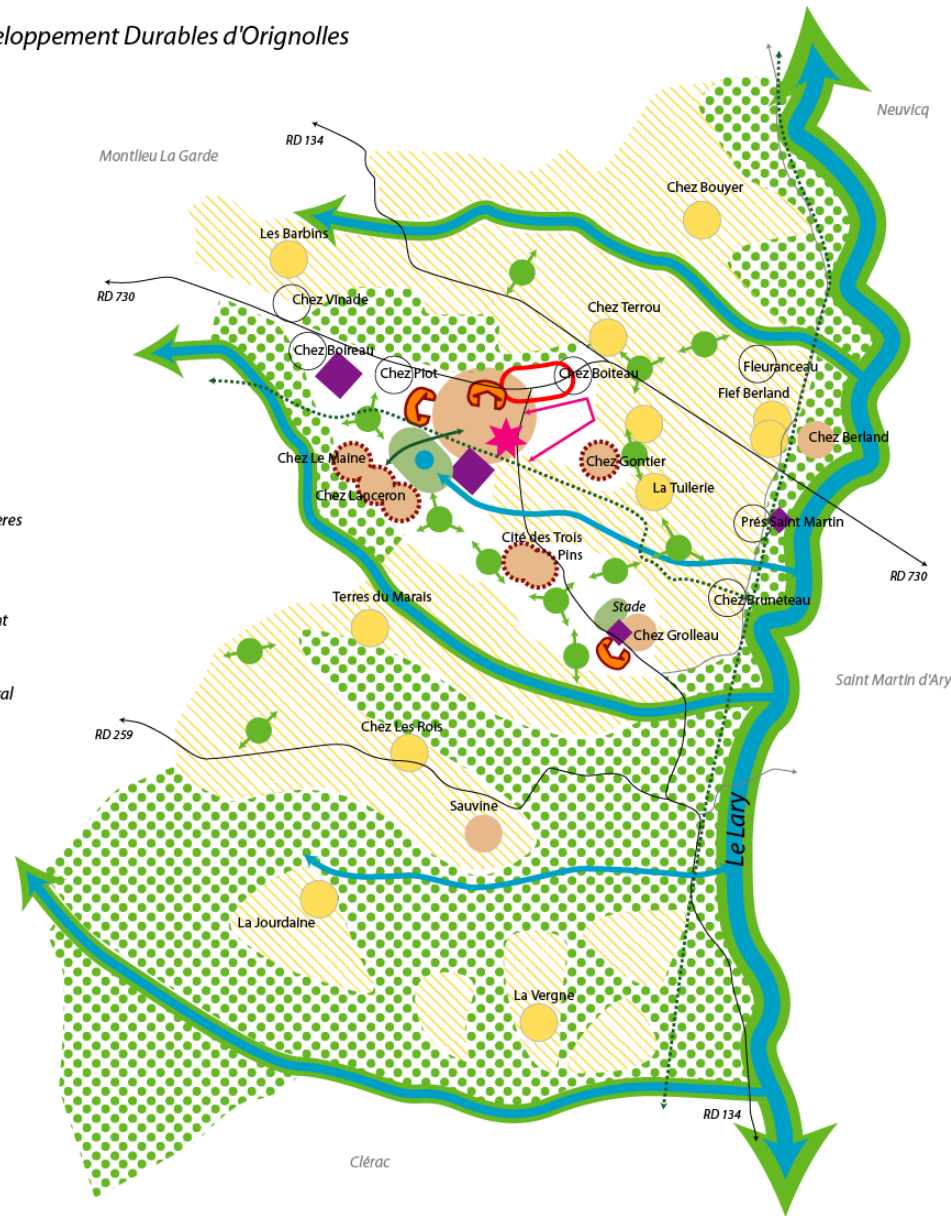 eloppement Durables d'Orignolles
Neuvicq
RD 134
Montlieu La Garde
Chez Bouyer
Les Barbins
RD 730
Chez Vinade
Chez Terrou
Chez Boireau
Chez Piot
Chez Boiteau
Fleuranceau
Fief Berland
Chez Berland
Chez Le Maine
Chez Gontier
Chez Lanceron
La Tuilerie
ères
Prés Saint Martin
Cité des Trois
Pins
RD 730
Terres du Marais
Chez Bruneteau
Stade
nt
Chez Grolleau
Saint Martin d'Ary
al
RD 259
Chez Les Rois
Sauvine
Le Lary
La Jourdaine
La Vergne
RD 134
Clérac